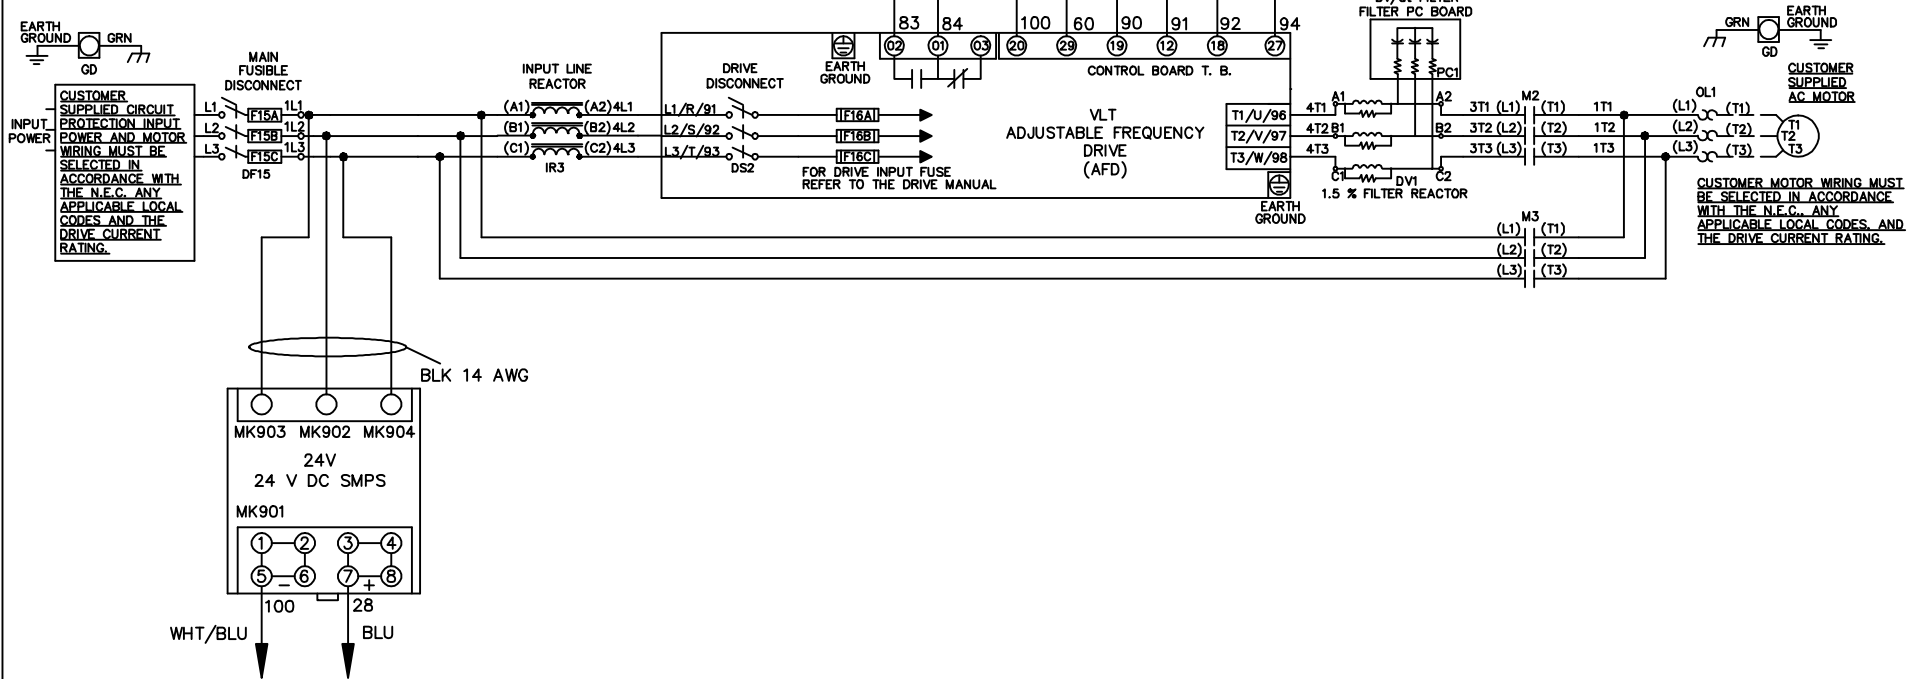 EARTH
GROUND
GRN
GD
83 84 100 60 90 91 92 94
FILTER PC BOARD
GRN
EARTH
GROUND
GD
MAIN
FUSIBLE
DISCONNECT
INPUT LINE
REACTOR
DRIVE
DISCONNECT
EARTH
GROUND
02 01 03 20 29 19 12 18 27
CONTROL BOARD T. B.
PC1
CUSTOMER
SUPPLIED
AC MOTOR
INPUT
POWER
CUSTOMER
SUPPLIED CIRCUIT
PROTECTION INPUT
POWER AND MOTOR
WIRING MUST BE
SELECTED IN
ACCORDANCE WITH
THE N.E.C. ANY
APPLICABLE LOCAL
CODES AND THE
DRIVE CURRENT
RATING.
L1 F15A 1L1
L2 F15B 1L2
L3 F15C 1L3
DF15
(A1) (A2) 4L1
(B1) (B2) 4L2
(C1) (C2) 4L3
IR3
L1/R/91
L2/S/92
L3/T/93
DS2
F16A
F16B
F16C
FOR DRIVE INPUT FUSE
REFER TO THE DRIVE MANUAL
VLT
ADJUSTABLE FREQUENCY
DRIVE
(AFD)
T1/U/96
T2/V/97
T3/W/98
EARTH
GROUND
4T1 A1 A2
4T2 B1 B2
4T3 C1 C2
DV1
1.5 % FILTER REACTOR
M2
3T1 (L1) (T1) 1T1
3T2 (L2) (T2) 1T2
3T3 (L3) (T3) 1T3
OL1
(L1) (T1)
(L2) (T2)
(L3) (T3)
T1
T2
T3
CUSTOMER MOTOR WIRING MUST
BE SELECTED IN ACCORDANCE
WITH THE N.E.C., ANY
APPLICABLE LOCAL CODES, AND
THE DRIVE CURRENT RATING.
M3
(L1) (T1)
(L2) (T2)
(L3) (T3)
BLK 14 AWG
MK903 MK902 MK904
24V
24 V DC SMPS
MK901
1 2 3 4
5 6 7 8
− +
100 28
WHT/BLU BLU